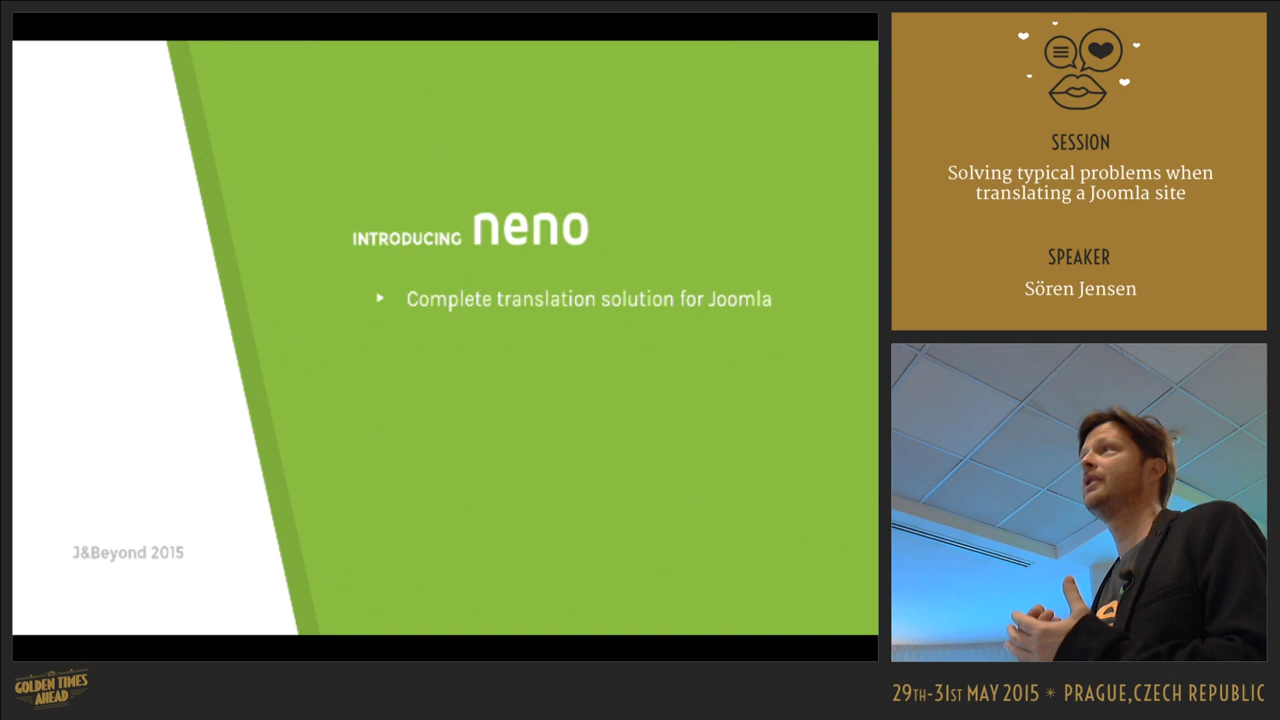 INTRODUCING neno
Complete translation solution for Joomla
J&Beyond 2015
SESSION
Solving typical problems when
translating a Joomla site
SPEAKER
Sören Jensen
GOLDEN TIMES
AHEAD
29TH-31ST MAY 2015 * PRAGUE, CZECH REPUBLIC